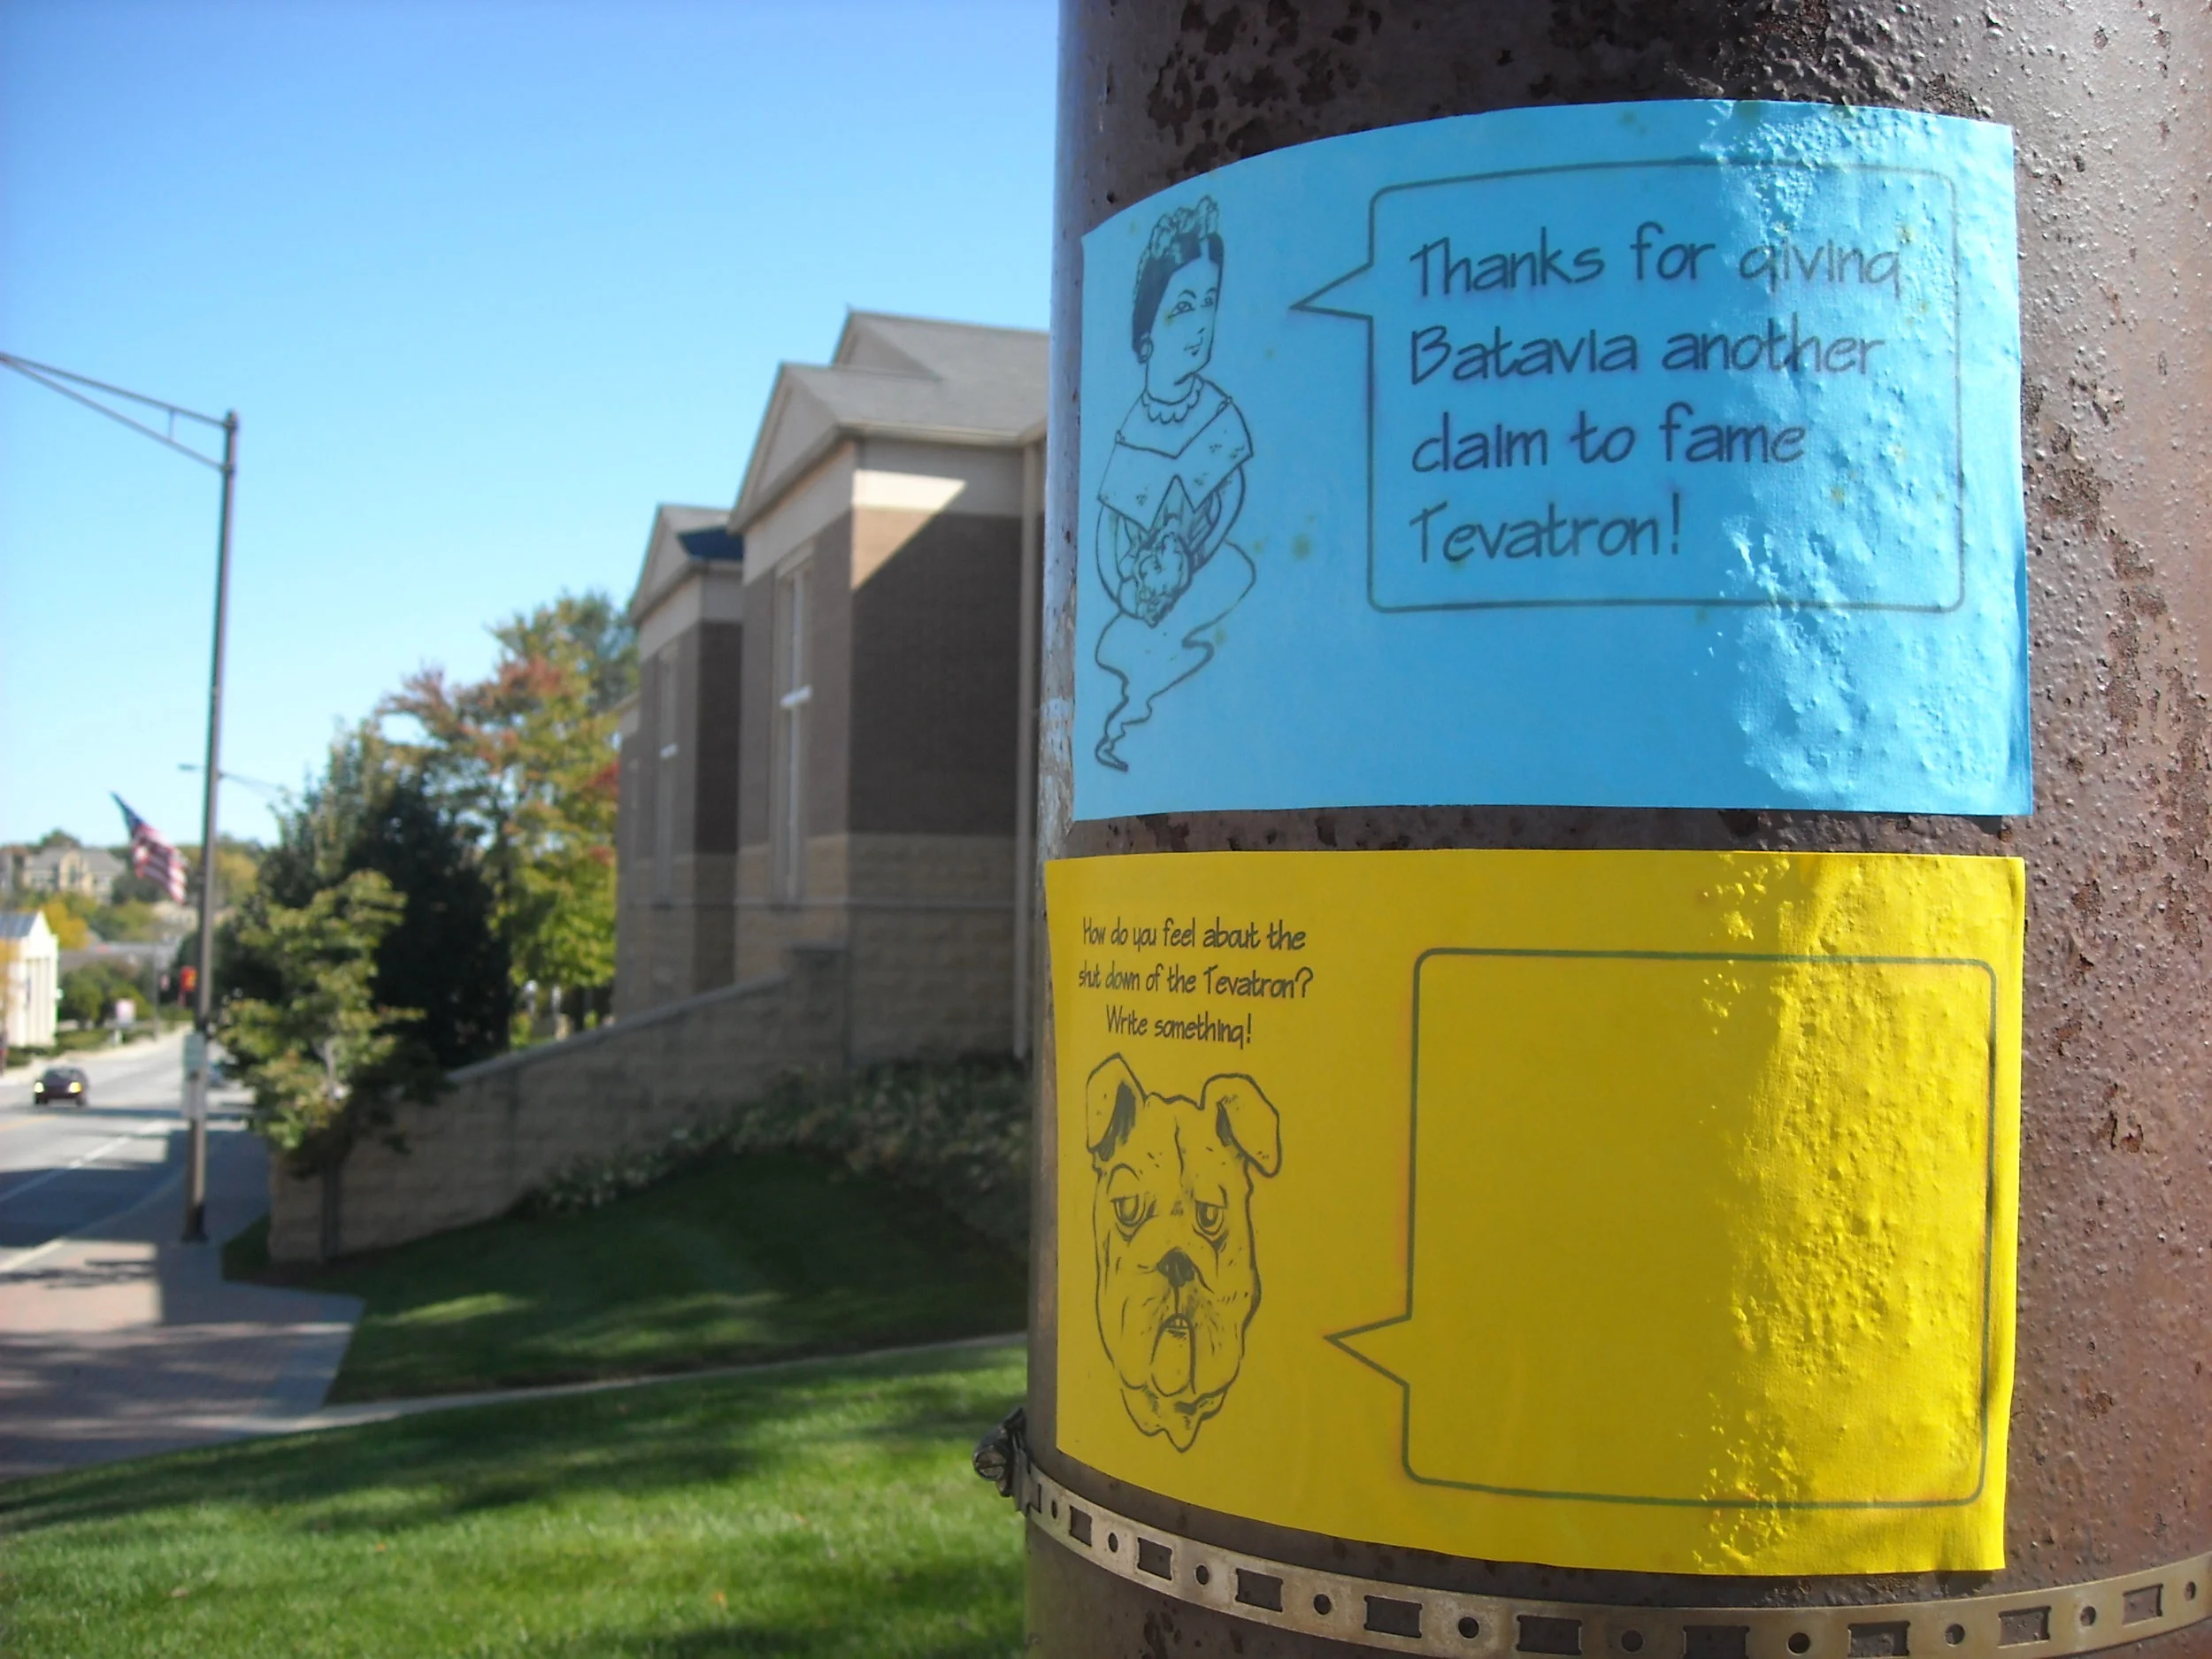 Thanks for giving
Batavia another
claim to fame
Tevatron!
How do you feel about the
shut down of the Tevatron?
Write something!